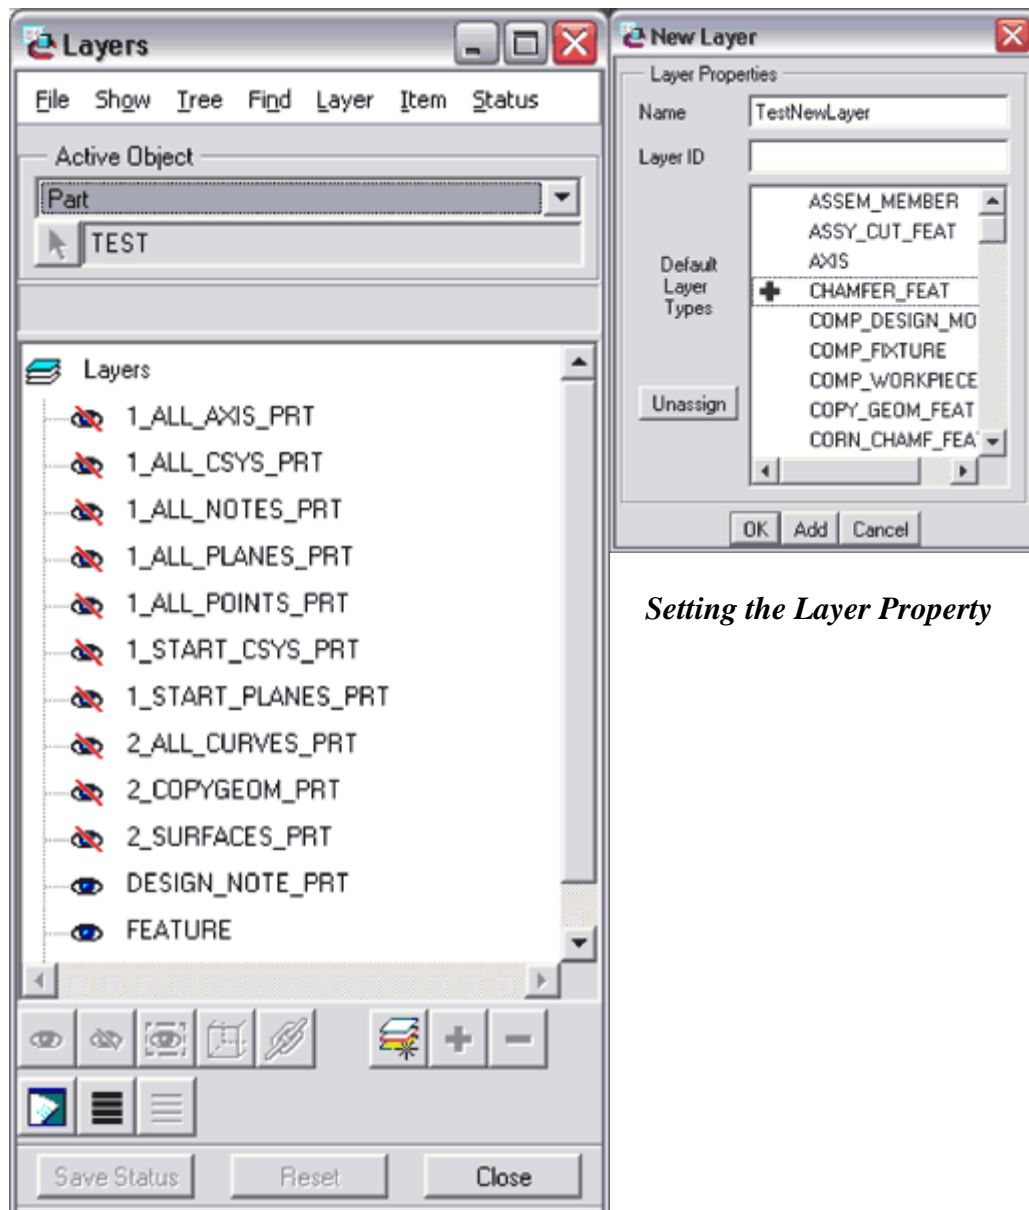 Layers
File Show Tree Find Layer Item Status
Active Object
Part
TEST
Layers
1_ALL_AXIS_PRT
1_ALL_CSYS_PRT
1_ALL_NOTES_PRT
1_ALL_PLANES_PRT
1_ALL_POINTS_PRT
1_START_CSYS_PRT
1_START_PLANES_PRT
2_ALL_CURVES_PRT
2_COPYGEOM_PRT
2_SURFACES_PRT
DESIGN_NOTE_PRT
FEATURE
Save Status Reset Close
New Layer
Layer Properties
Name TestNewLayer
Layer ID
Default
Layer
Types
Unassign
ASSEM_MEMBER
ASSY_CUT_FEAT
AXIS
CHAMFER_FEAT
COMP_DESIGN_MO
COMP_FIXTURE
COMP_WORKPIECE
COPY_GEOM_FEAT
CORN_CHAMF_FEA
OK Add Cancel
Setting the Layer Property